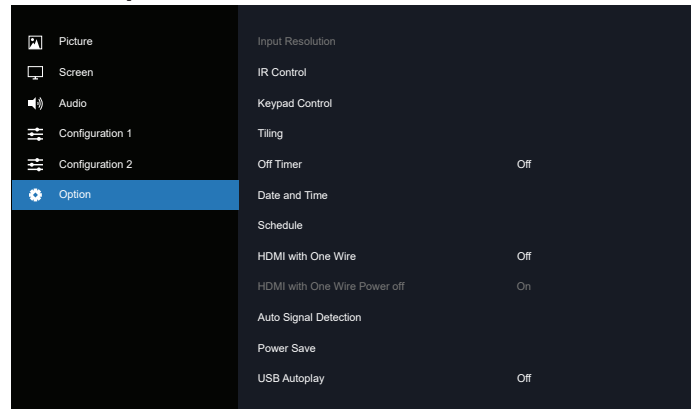 Picture
Screen
Audio
Configuration 1
Configuration 2
Option
Input Resolution
IR Control
Keypad Control
Tiling
Off Timer Off
Date and Time
Schedule
HDMI with One Wire Off
HDMI with One Wire Power off On
Auto Signal Detection
Power Save
USB Autoplay Off